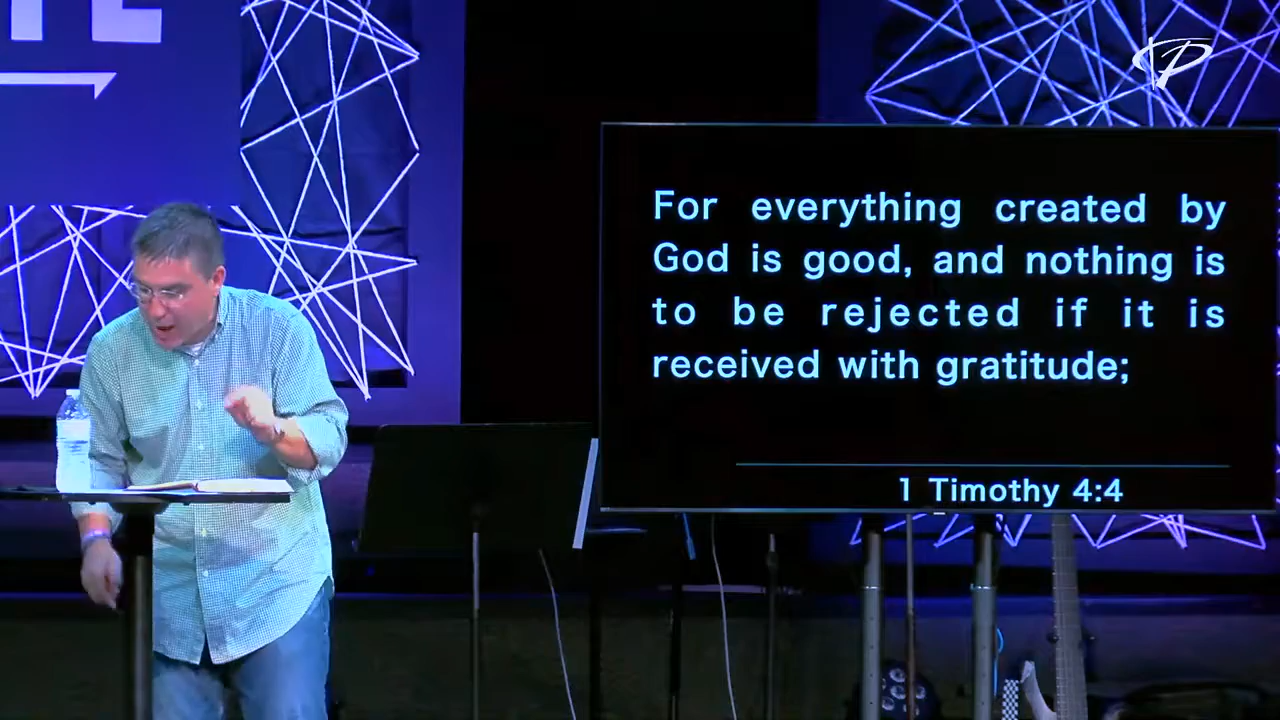 For everything created by
God is good, and nothing is
to be rejected if it is
received with gratitude;
1 Timothy 4:4